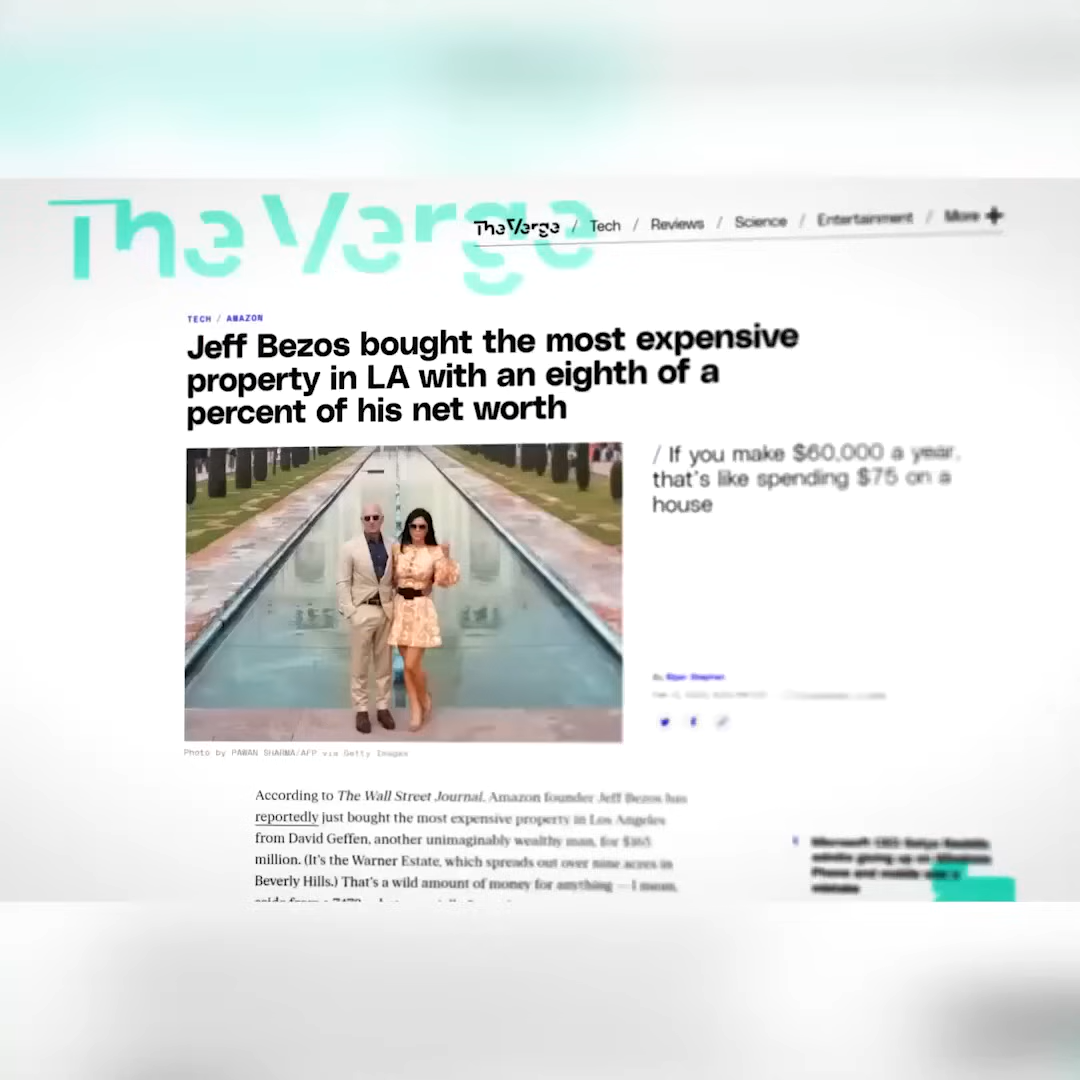 The Verge
The Verge / Tech / Reviews / Science / Entertainment / More +
TECH / AMAZON
Jeff Bezos bought the most expensive
property in LA with an eighth of a
percent of his net worth
/ If you make $60,000 a year,
that's like spending $75 on a
house
Photo by PAWAN SHARMA/AFP via Getty Images
According to The Wall Street Journal, Amazon founder Jeff Bezos has
reportedly just bought the most expensive property in Los Angeles
from David Geffen, another unimaginably wealthy man, for $165
million. (It's the Warner Estate, which spreads out over nine acres in
Beverly Hills.) That's a wild amount of money for anything — I mean,